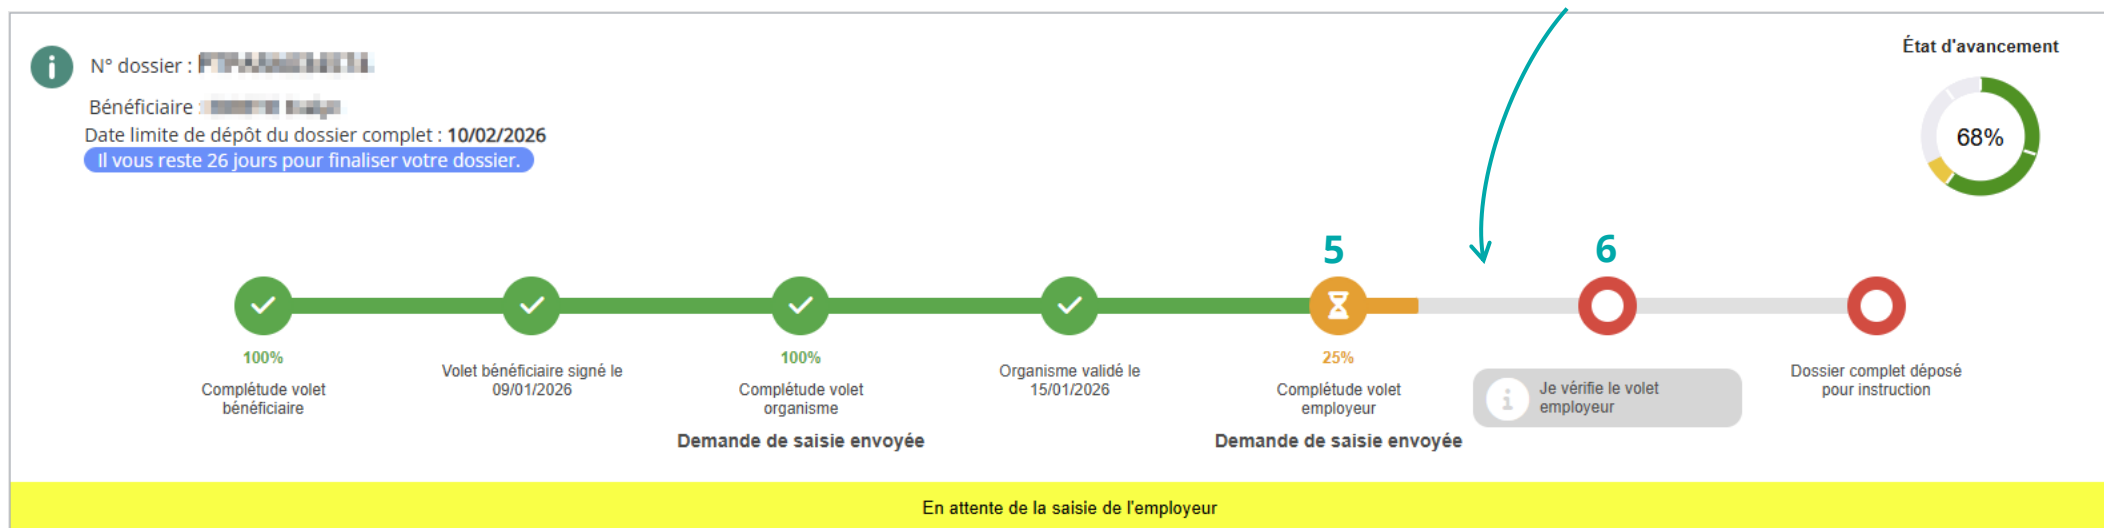 État d'avancement
N° dossier :
Bénéficiaire :
Date limite de dépôt du dossier complet : 10/02/2026
Il vous reste 26 jours pour finaliser votre dossier.
68%
5
6
100%
Complétude volet
bénéficiaire
Volet bénéficiaire signé le
09/01/2026
100%
Complétude volet
organisme
Demande de saisie envoyée
Organisme validé le
15/01/2026
25%
Complétude volet
employeur
Demande de saisie envoyée
Je vérifie le volet
employeur
Dossier complet déposé
pour instruction
En attente de la saisie de l'employeur